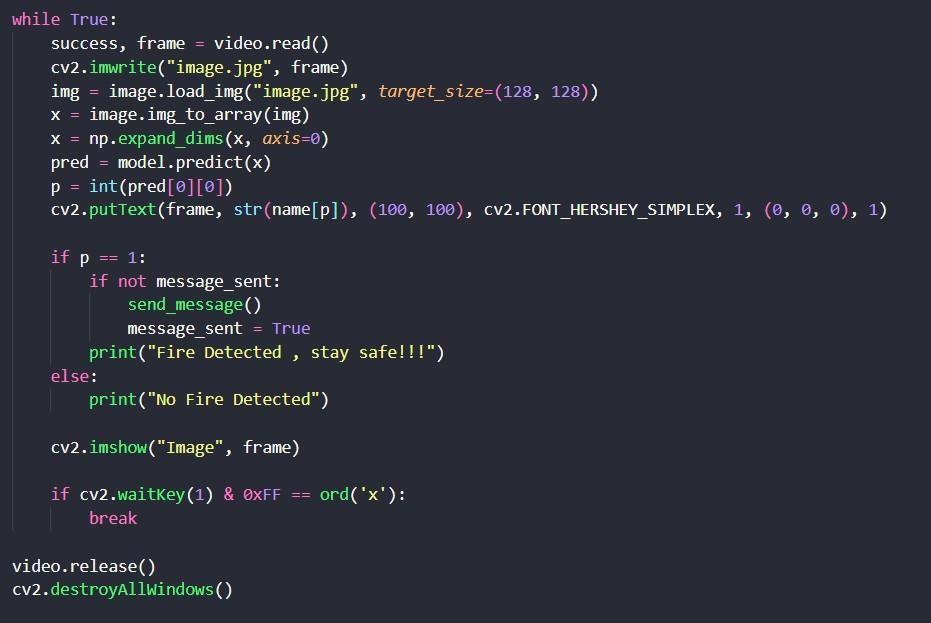 while True:
    success, frame = video.read()
    cv2.imwrite("image.jpg", frame)
    img = image.load_img("image.jpg", target_size=(128, 128))
    x = image.img_to_array(img)
    x = np.expand_dims(x, axis=0)
    pred = model.predict(x)
    p = int(pred[0][0])
    cv2.putText(frame, str(name[p]), (100, 100), cv2.FONT_HERSHEY_SIMPLEX, 1, (0, 0, 0), 1)

    if p == 1:
        if not message_sent:
            send_message()
            message_sent = True
        print("Fire Detected , stay safe!!!")
    else:
        print("No Fire Detected")

    cv2.imshow("Image", frame)

    if cv2.waitKey(1) & 0xFF == ord('x'):
        break

video.release()
cv2.destroyAllWindows()